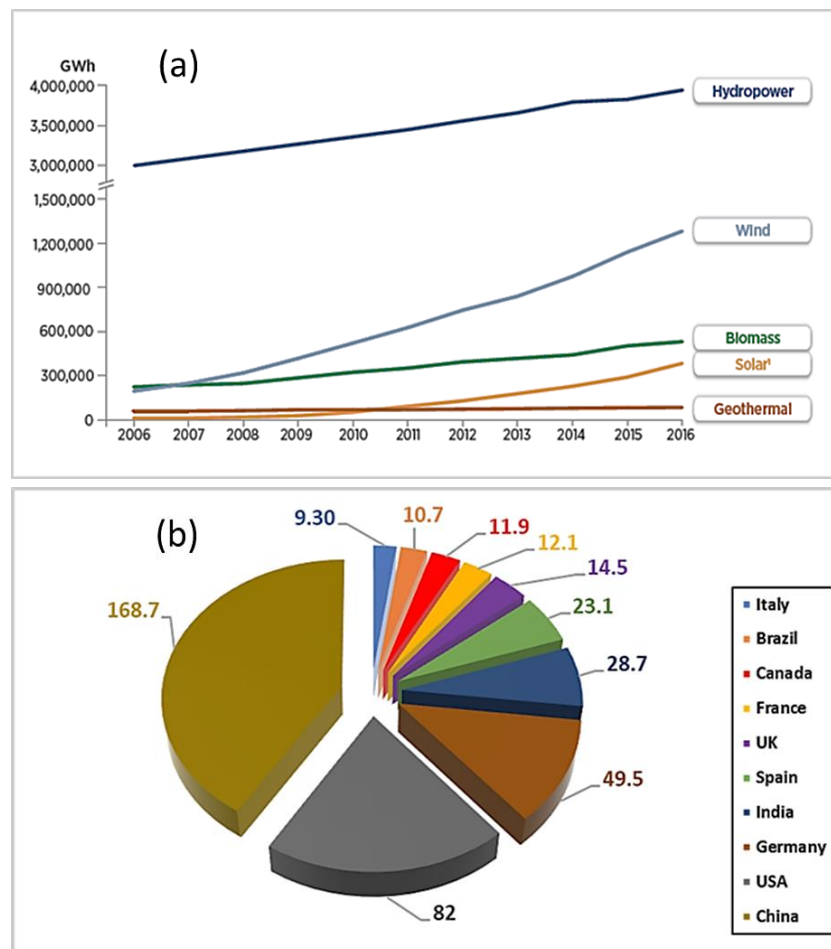 (a)
GWh
4,000,000
3,500,000
3,000,000
1,500,000
1,200,000
900,000
600,000
300,000
0
2006 2007 2008 2009 2010 2011 2012 2013 2014 2015 2016
Hydropower
Wind
Biomass
Solar¹
Geothermal
(b)
9.30
10.7
11.9
12.1
14.5
23.1
28.7
49.5
82
168.7
Italy
Brazil
Canada
France
UK
Spain
India
Germany
USA
China